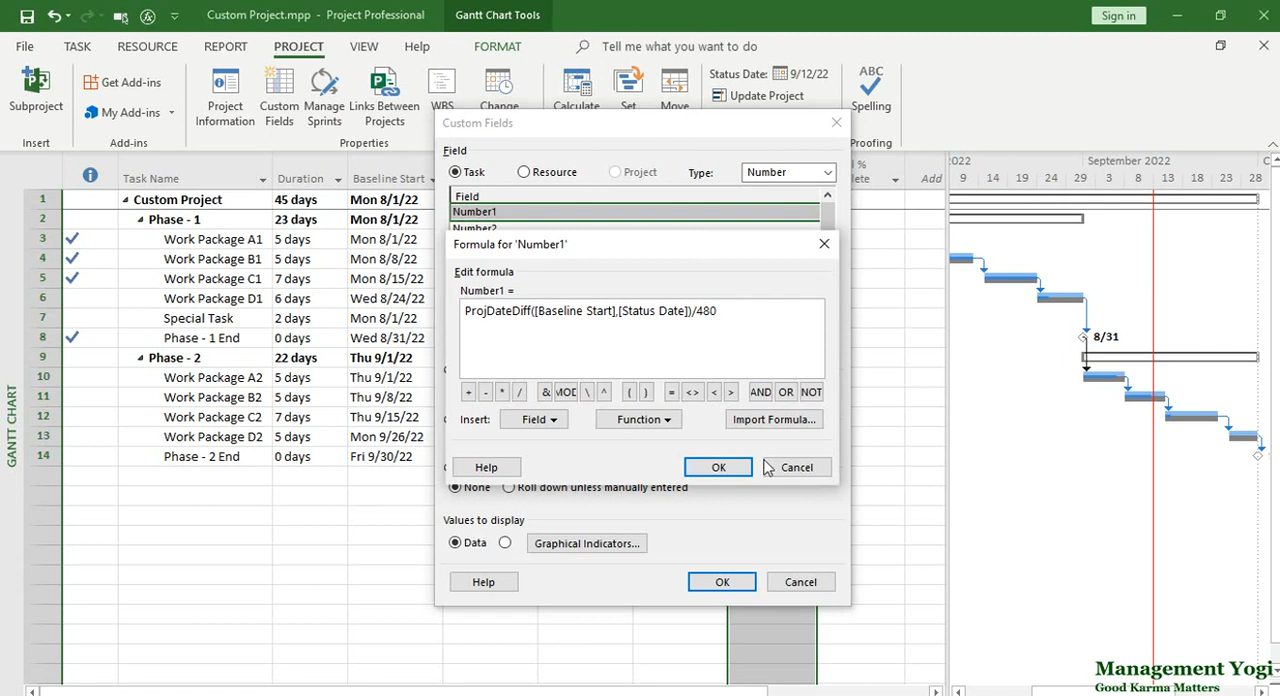 Custom Project.mpp - Project Professional
Gantt Chart Tools
Sign in
File TASK RESOURCE REPORT PROJECT VIEW Help FORMAT Tell me what you want to do
Subproject
Insert
Get Add-ins
My Add-ins
Add-ins
Project Information
Custom Fields
Manage Sprints
Links Between Projects
WBS
Change
Properties
Calculate
Set
Move
Status Date: 9/12/22
Update Project
ABC
Spelling
Proofing
Task Name Duration Baseline Start
%
Add
2022 September 2022
9 14 19 24 29 3 8 13 18 23 28
1 Custom Project 45 days Mon 8/1/22
2 Phase - 1 23 days Mon 8/1/22
3 Work Package A1 5 days Mon 8/1/22
4 Work Package B1 5 days Mon 8/8/22
5 Work Package C1 7 days Mon 8/15/22
6 Work Package D1 6 days Wed 8/24/22
7 Special Task 2 days Mon 8/1/22
8 Phase - 1 End 0 days Wed 8/31/22
9 Phase - 2 22 days Thu 9/1/22
10 Work Package A2 5 days Thu 9/1/22
11 Work Package B2 5 days Thu 9/8/22
12 Work Package C2 7 days Thu 9/15/22
13 Work Package D2 5 days Mon 9/26/22
14 Phase - 2 End 0 days Fri 9/30/22
GANTT CHART
8/31
Custom Fields
Field
Task Resource Project Type: Number
Field
Number1
Number2
Formula for 'Number1'
Edit formula
Number1 =
ProjDateDiff([Baseline Start],[Status Date])/480
+ - * / & MOD \ ^ ( ) = <> < > AND OR NOT
Insert: Field Function Import Formula...
Help OK Cancel
None Roll down unless manually entered
Values to display
Data Graphical Indicators...
Help OK Cancel
Management Yogi
Good Karma Matters